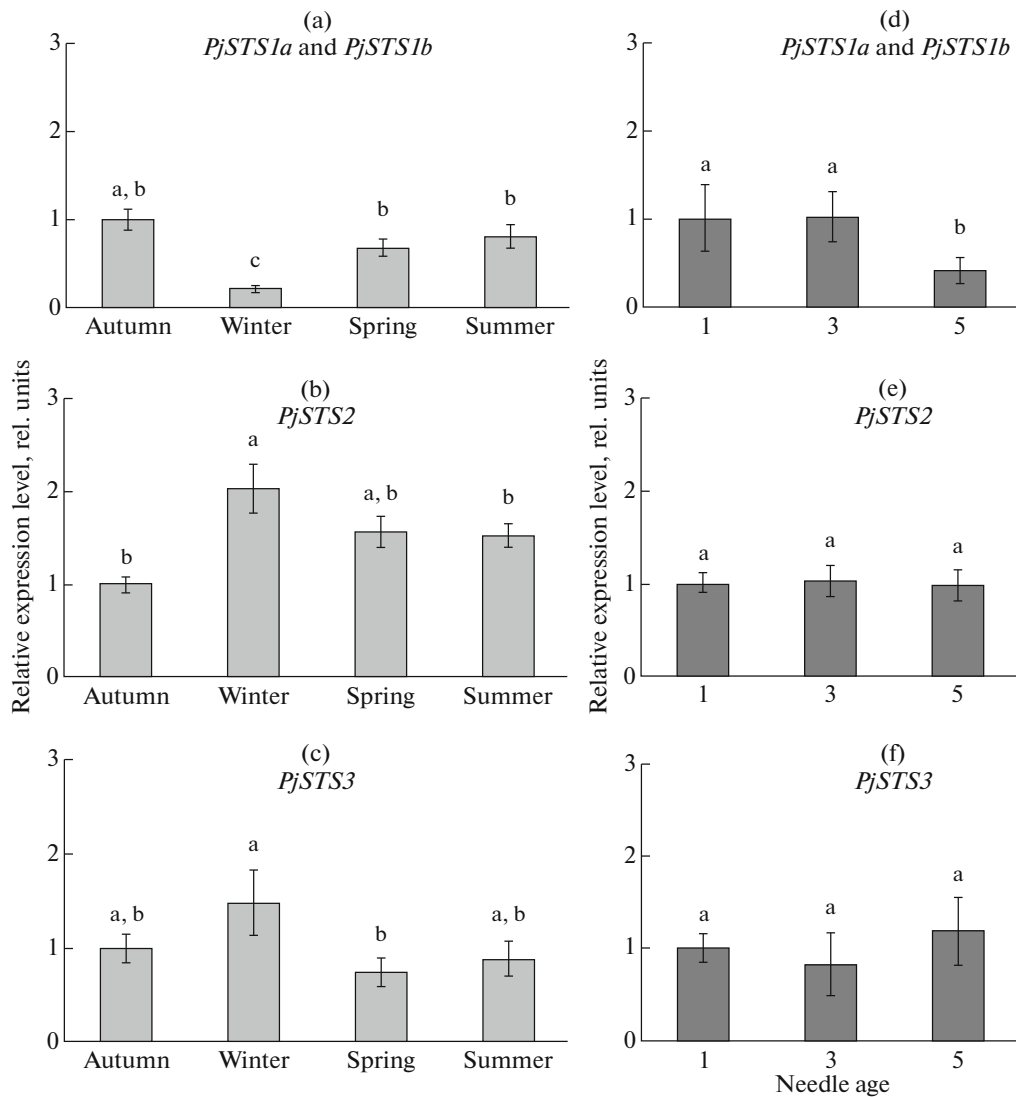 (a)
PjSTS1a and PjSTS1b
3
2
1
0
a, b
c
b
b
Autumn Winter Spring Summer
(b)
PjSTS2
3
2
1
0
b
a
a, b
b
Autumn Winter Spring Summer
(c)
PjSTS3
3
2
1
0
a, b
a
b
a, b
Autumn Winter Spring Summer
Relative expression level, rel. units
(d)
PjSTS1a and PjSTS1b
3
2
1
0
a
a
b
1 3 5
(e)
PjSTS2
3
2
1
0
a
a
a
1 3 5
(f)
PjSTS3
3
2
1
0
a
a
a
1 3 5
Needle age
Relative expression level, rel. units